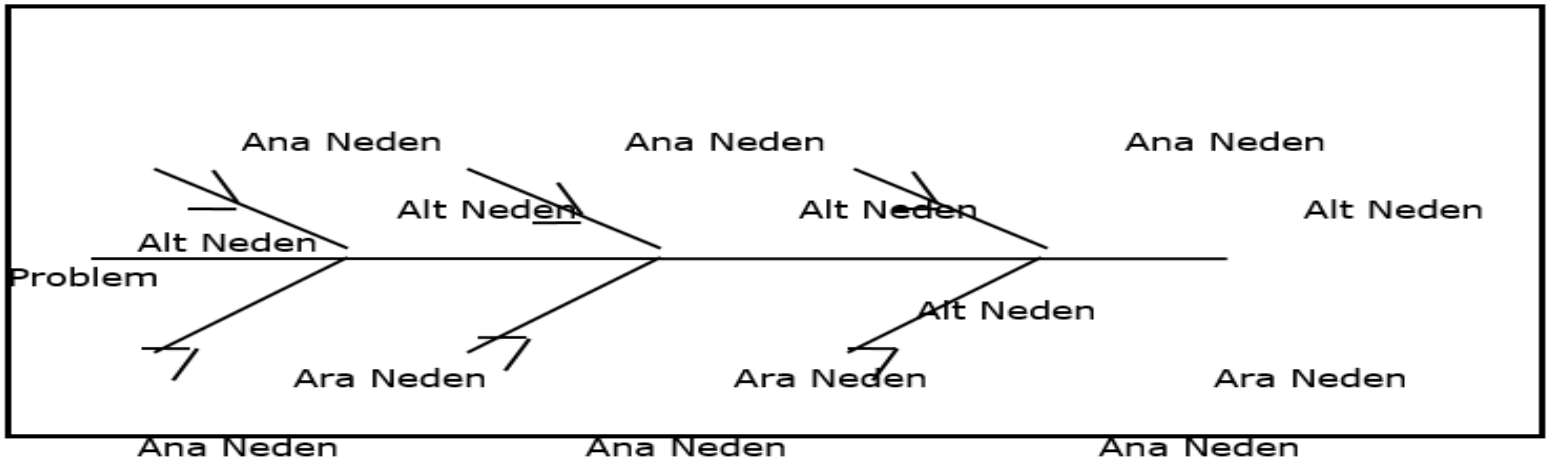 Ana Neden Ana Neden Ana Neden
Alt Neden Alt Neden Alt Neden
Alt Neden
Problem
Alt Neden
Ara Neden Ara Neden Ara Neden
Ana Neden Ana Neden Ana Neden